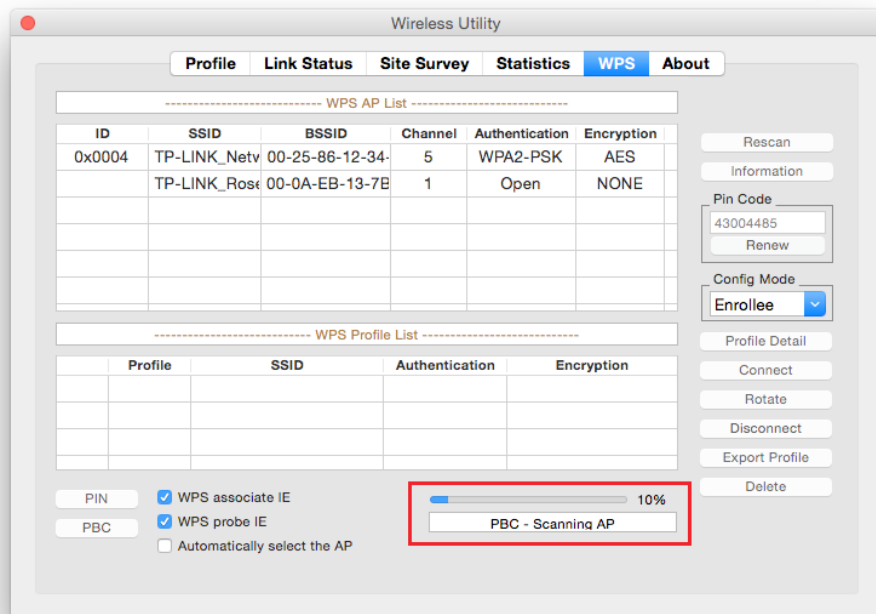 Wireless Utility
Profile Link Status Site Survey Statistics WPS About
---------------------------- WPS AP List ----------------------------
ID SSID BSSID Channel Authentication Encryption
0x0004 TP-LINK_Netw 00-25-86-12-34- 5 WPA2-PSK AES
TP-LINK_Rose 00-0A-EB-13-7B 1 Open NONE
Rescan
Information
Pin Code
43004485
Renew
Config Mode
Enrollee
---------------------------- WPS Profile List ----------------------------
Profile SSID Authentication Encryption
Profile Detail
Connect
Rotate
Disconnect
Export Profile
Delete
PIN
PBC
WPS associate IE
WPS probe IE
Automatically select the AP
10%
PBC - Scanning AP